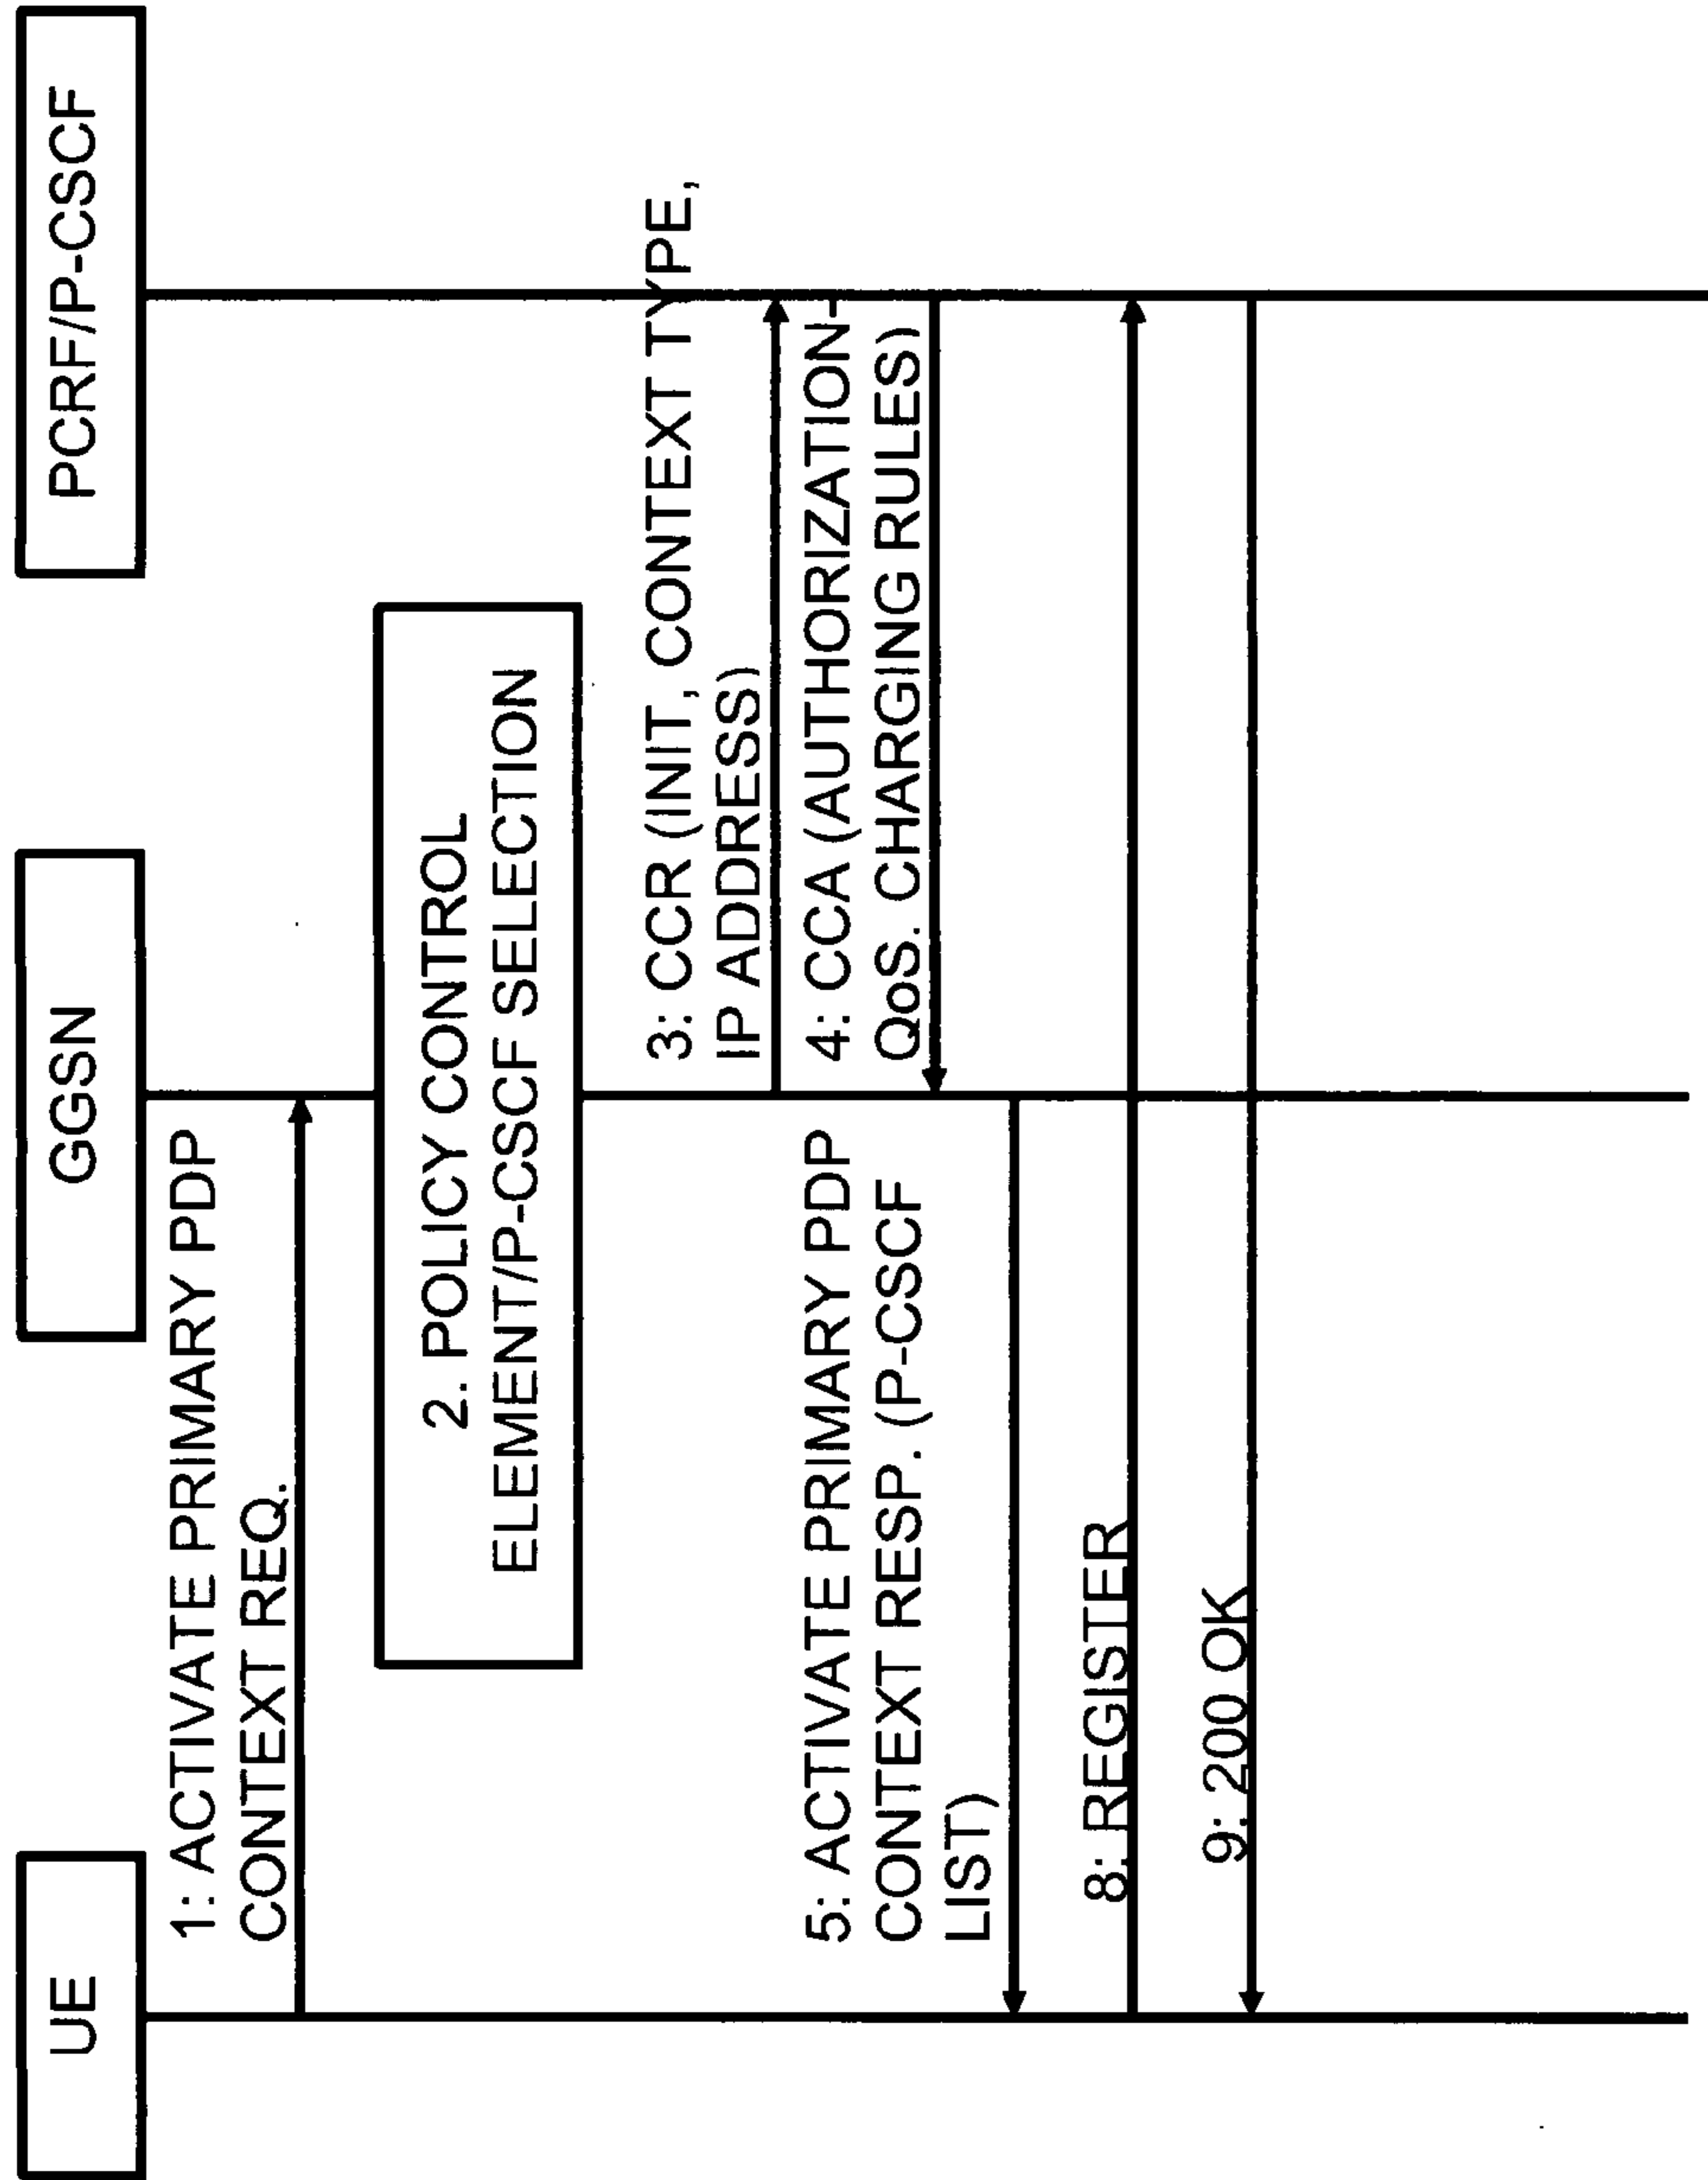 UE
GGSN
PCRF/P-CSCF
1: ACTIVATE PRIMARY PDP
CONTEXT REQ.
2. POLICY CONTROL
ELEMENT/P-CSCF SELECTION
3: CCR (INIT, CONTEXT TYPE,
IP ADDRESS)
4: CCA (AUTHORIZATION-
QoS. CHARGING RULES)
5: ACTIVATE PRIMARY PDP
CONTEXT RESP. (P-CSCF
LIST)
8: REGISTER
9: 200 OK